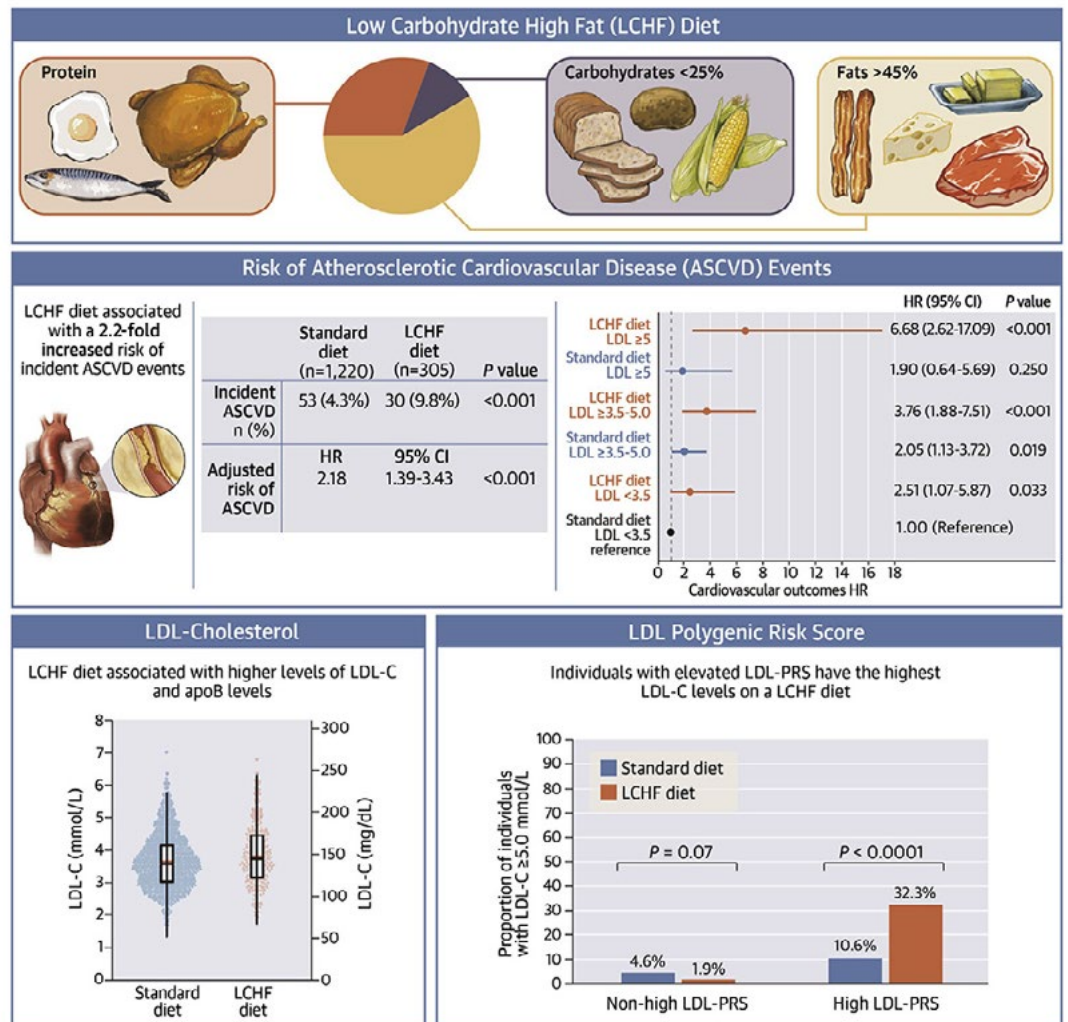 Low Carbohydrate High Fat (LCHF) Diet
Protein
Carbohydrates <25%
Fats >45%
Risk of Atherosclerotic Cardiovascular Disease (ASCVD) Events
LCHF diet associated
with a 2.2-fold
increased risk of
incident ASCVD events
Standard
diet
(n=1,220)
LCHF
diet
(n=305)
P value
Incident
ASCVD
n (%)
53 (4.3%)
30 (9.8%)
<0.001
Adjusted
risk of
ASCVD
HR
2.18
95% CI
1.39-3.43
<0.001
HR (95% CI) P value
LCHF diet
LDL ≥5
6.68 (2.62-17.09) <0.001
Standard diet
LDL ≥5
1.90 (0.64-5.69) 0.250
LCHF diet
LDL ≥3.5-5.0
3.76 (1.88-7.51) <0.001
Standard diet
LDL ≥3.5-5.0
2.05 (1.13-3.72) 0.019
LCHF diet
LDL <3.5
2.51 (1.07-5.87) 0.033
Standard diet
LDL <3.5
reference
1.00 (Reference)
0 2 4 6 8 10 12 14 16 18
Cardiovascular outcomes HR
LDL-Cholesterol
LCHF diet associated with higher levels of LDL-C
and apoB levels
LDL-C (mmol/L)
8
7
6
5
4
3
2
1
0
300
250
200
150
100
50
0
LDL-C (mg/dL)
Standard
diet
LCHF
diet
LDL Polygenic Risk Score
Individuals with elevated LDL-PRS have the highest
LDL-C levels on a LCHF diet
Proportion of individuals
with LDL-C ≥5.0 mmol/L
100
90
80
70
60
50
40
30
20
10
0
Standard diet
LCHF diet
P = 0.07
P < 0.0001
4.6%
1.9%
10.6%
32.3%
Non-high LDL-PRS
High LDL-PRS